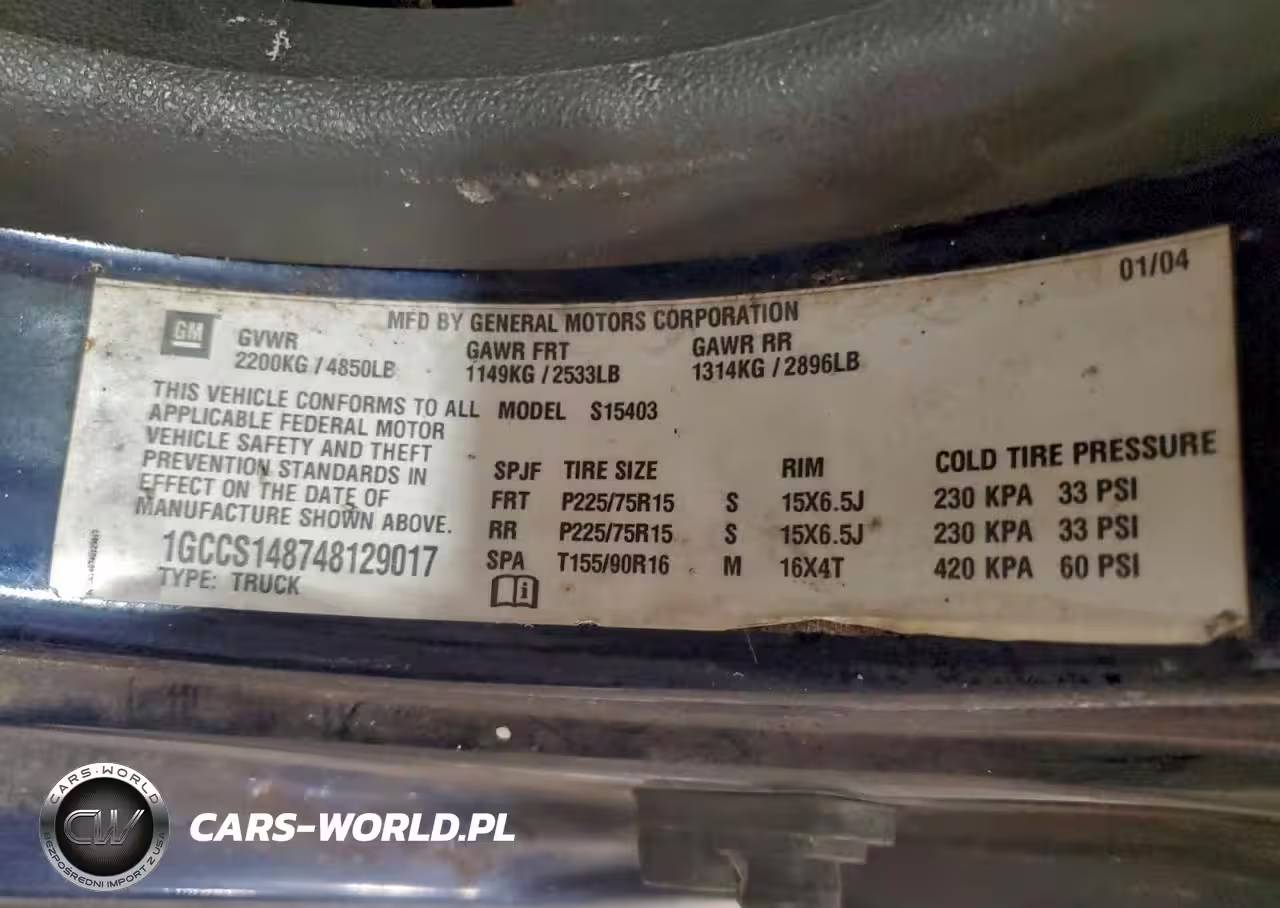 01/04
MFD BY GENERAL MOTORS CORPORATION
GM
GVWR GAWR FRT GAWR RR
2200KG / 4850LB 1149KG / 2533LB 1314KG / 2896LB
THIS VEHICLE CONFORMS TO ALL
APPLICABLE FEDERAL MOTOR
VEHICLE SAFETY AND THEFT
PREVENTION STANDARDS IN
EFFECT ON THE DATE OF
MANUFACTURE SHOWN ABOVE.
1GCCS148748129017
TYPE: TRUCK
MODEL S15403
SPJF TIRE SIZE RIM COLD TIRE PRESSURE
FRT P225/75R15 S 15X6.5J 230 KPA 33 PSI
RR P225/75R15 S 15X6.5J 230 KPA 33 PSI
SPA T155/90R16 M 16X4T 420 KPA 60 PSI
CARS-WORLD
CW
BEZPOŚREDNI IMPORT Z USA
CARS-WORLD.PL